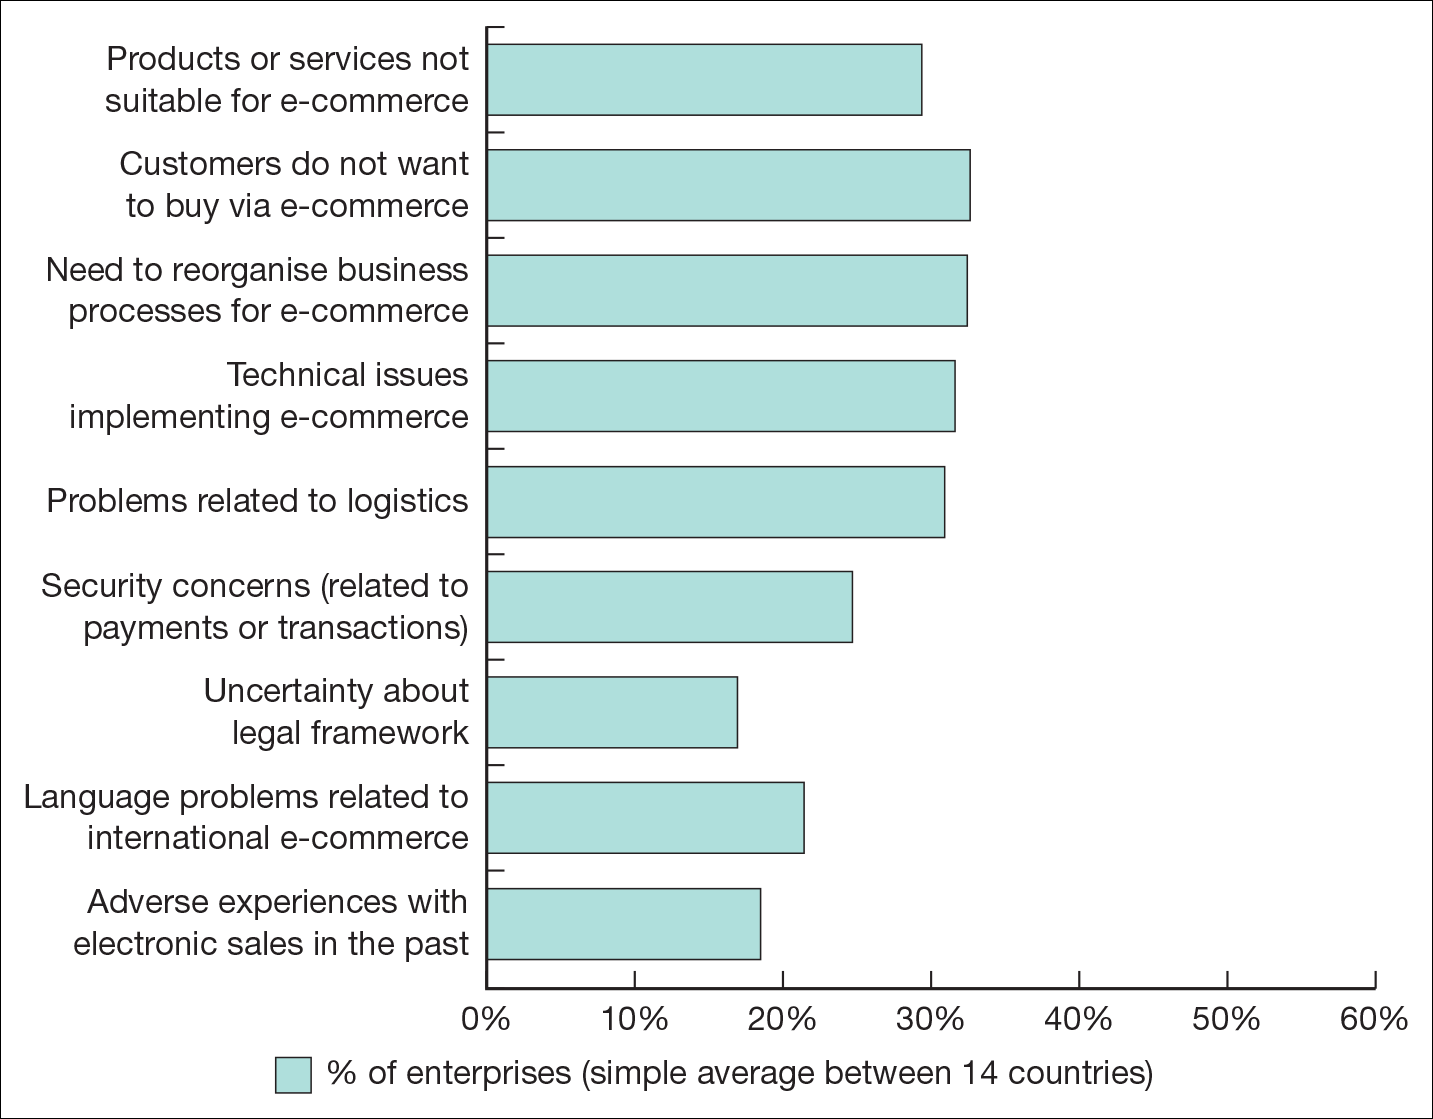 Products or services not
suitable for e-commerce
Customers do not want
to buy via e-commerce
Need to reorganise business
processes for e-commerce
Technical issues
implementing e-commerce
Problems related to logistics
Security concerns (related to
payments or transactions)
Uncertainty about
legal framework
Language problems related to
international e-commerce
Adverse experiences with
electronic sales in the past
0% 10% 20% 30% 40% 50% 60%
% of enterprises (simple average between 14 countries)